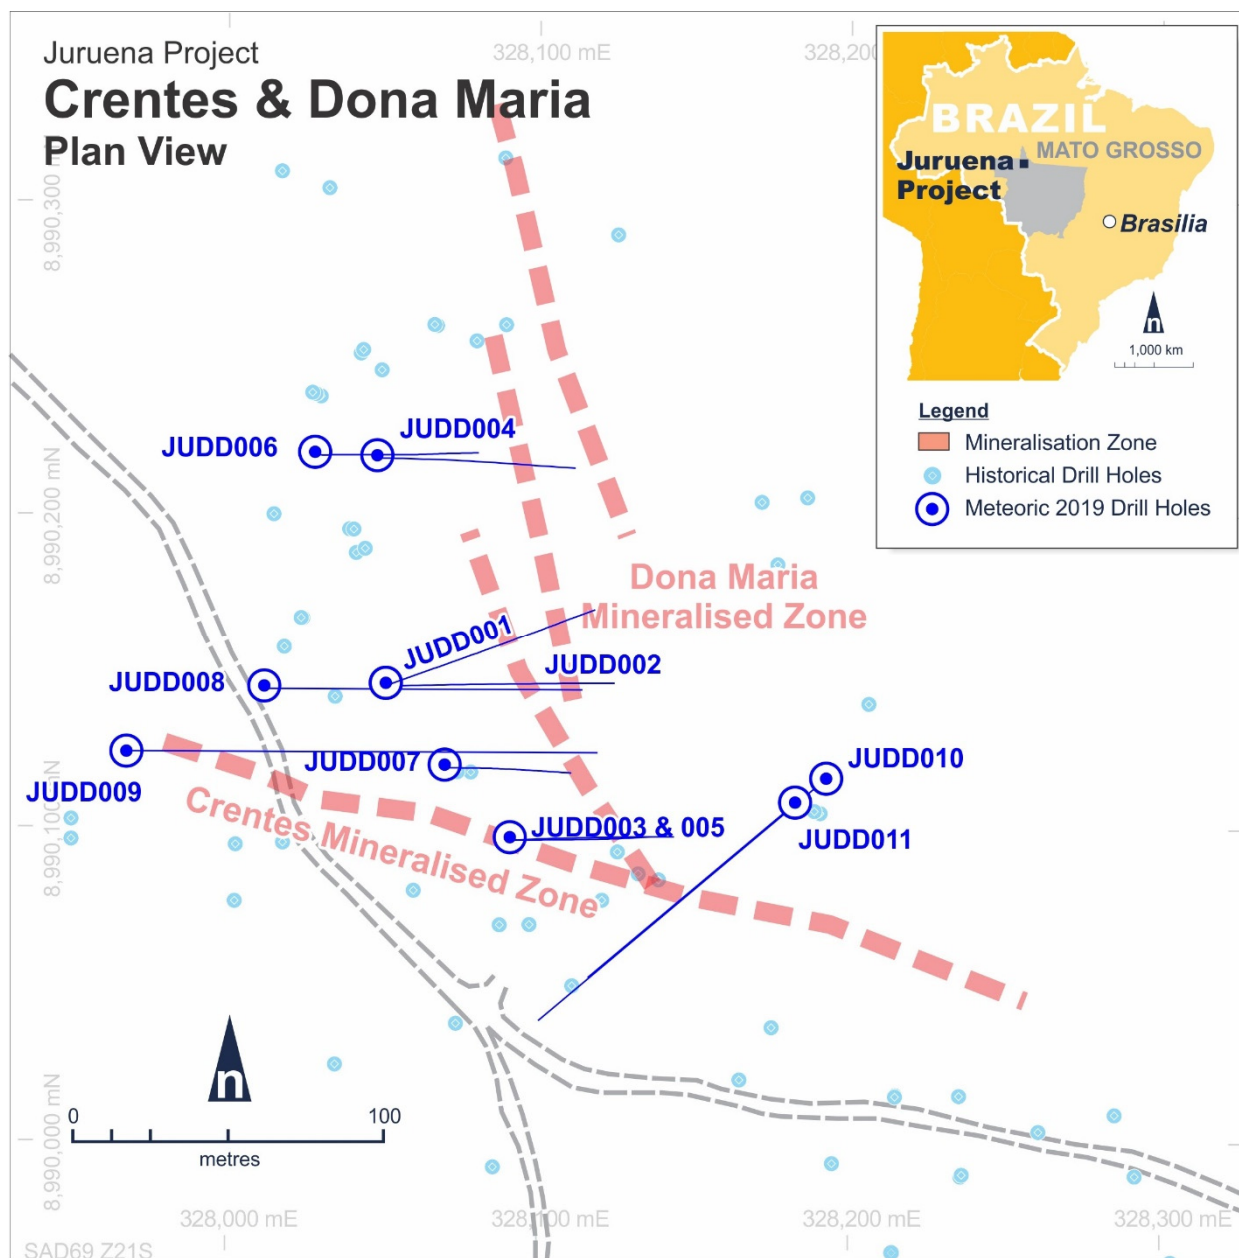 Juruena Project
Crentes & Dona Maria
Plan View
328,100 mE
328,200
BRAZIL
MATO GROSSO
Juruena
Project
Brasilia
n
1,000 km
Legend
Mineralisation Zone
Historical Drill Holes
Meteoric 2019 Drill Holes
8,990,300 m
8,990,200 mN
8,990,100 mN
8,990,000 mN
JUDD006
JUDD004
Dona Maria
Mineralised Zone
JUDD001
JUDD002
JUDD008
JUDD007
JUDD009
JUDD010
JUDD003 & 005
JUDD011
Crentes Mineralised Zone
n
0
100
metres
328,000 mE
328,100 mE
328,200 mE
328,300 mE
SAD69 Z21S